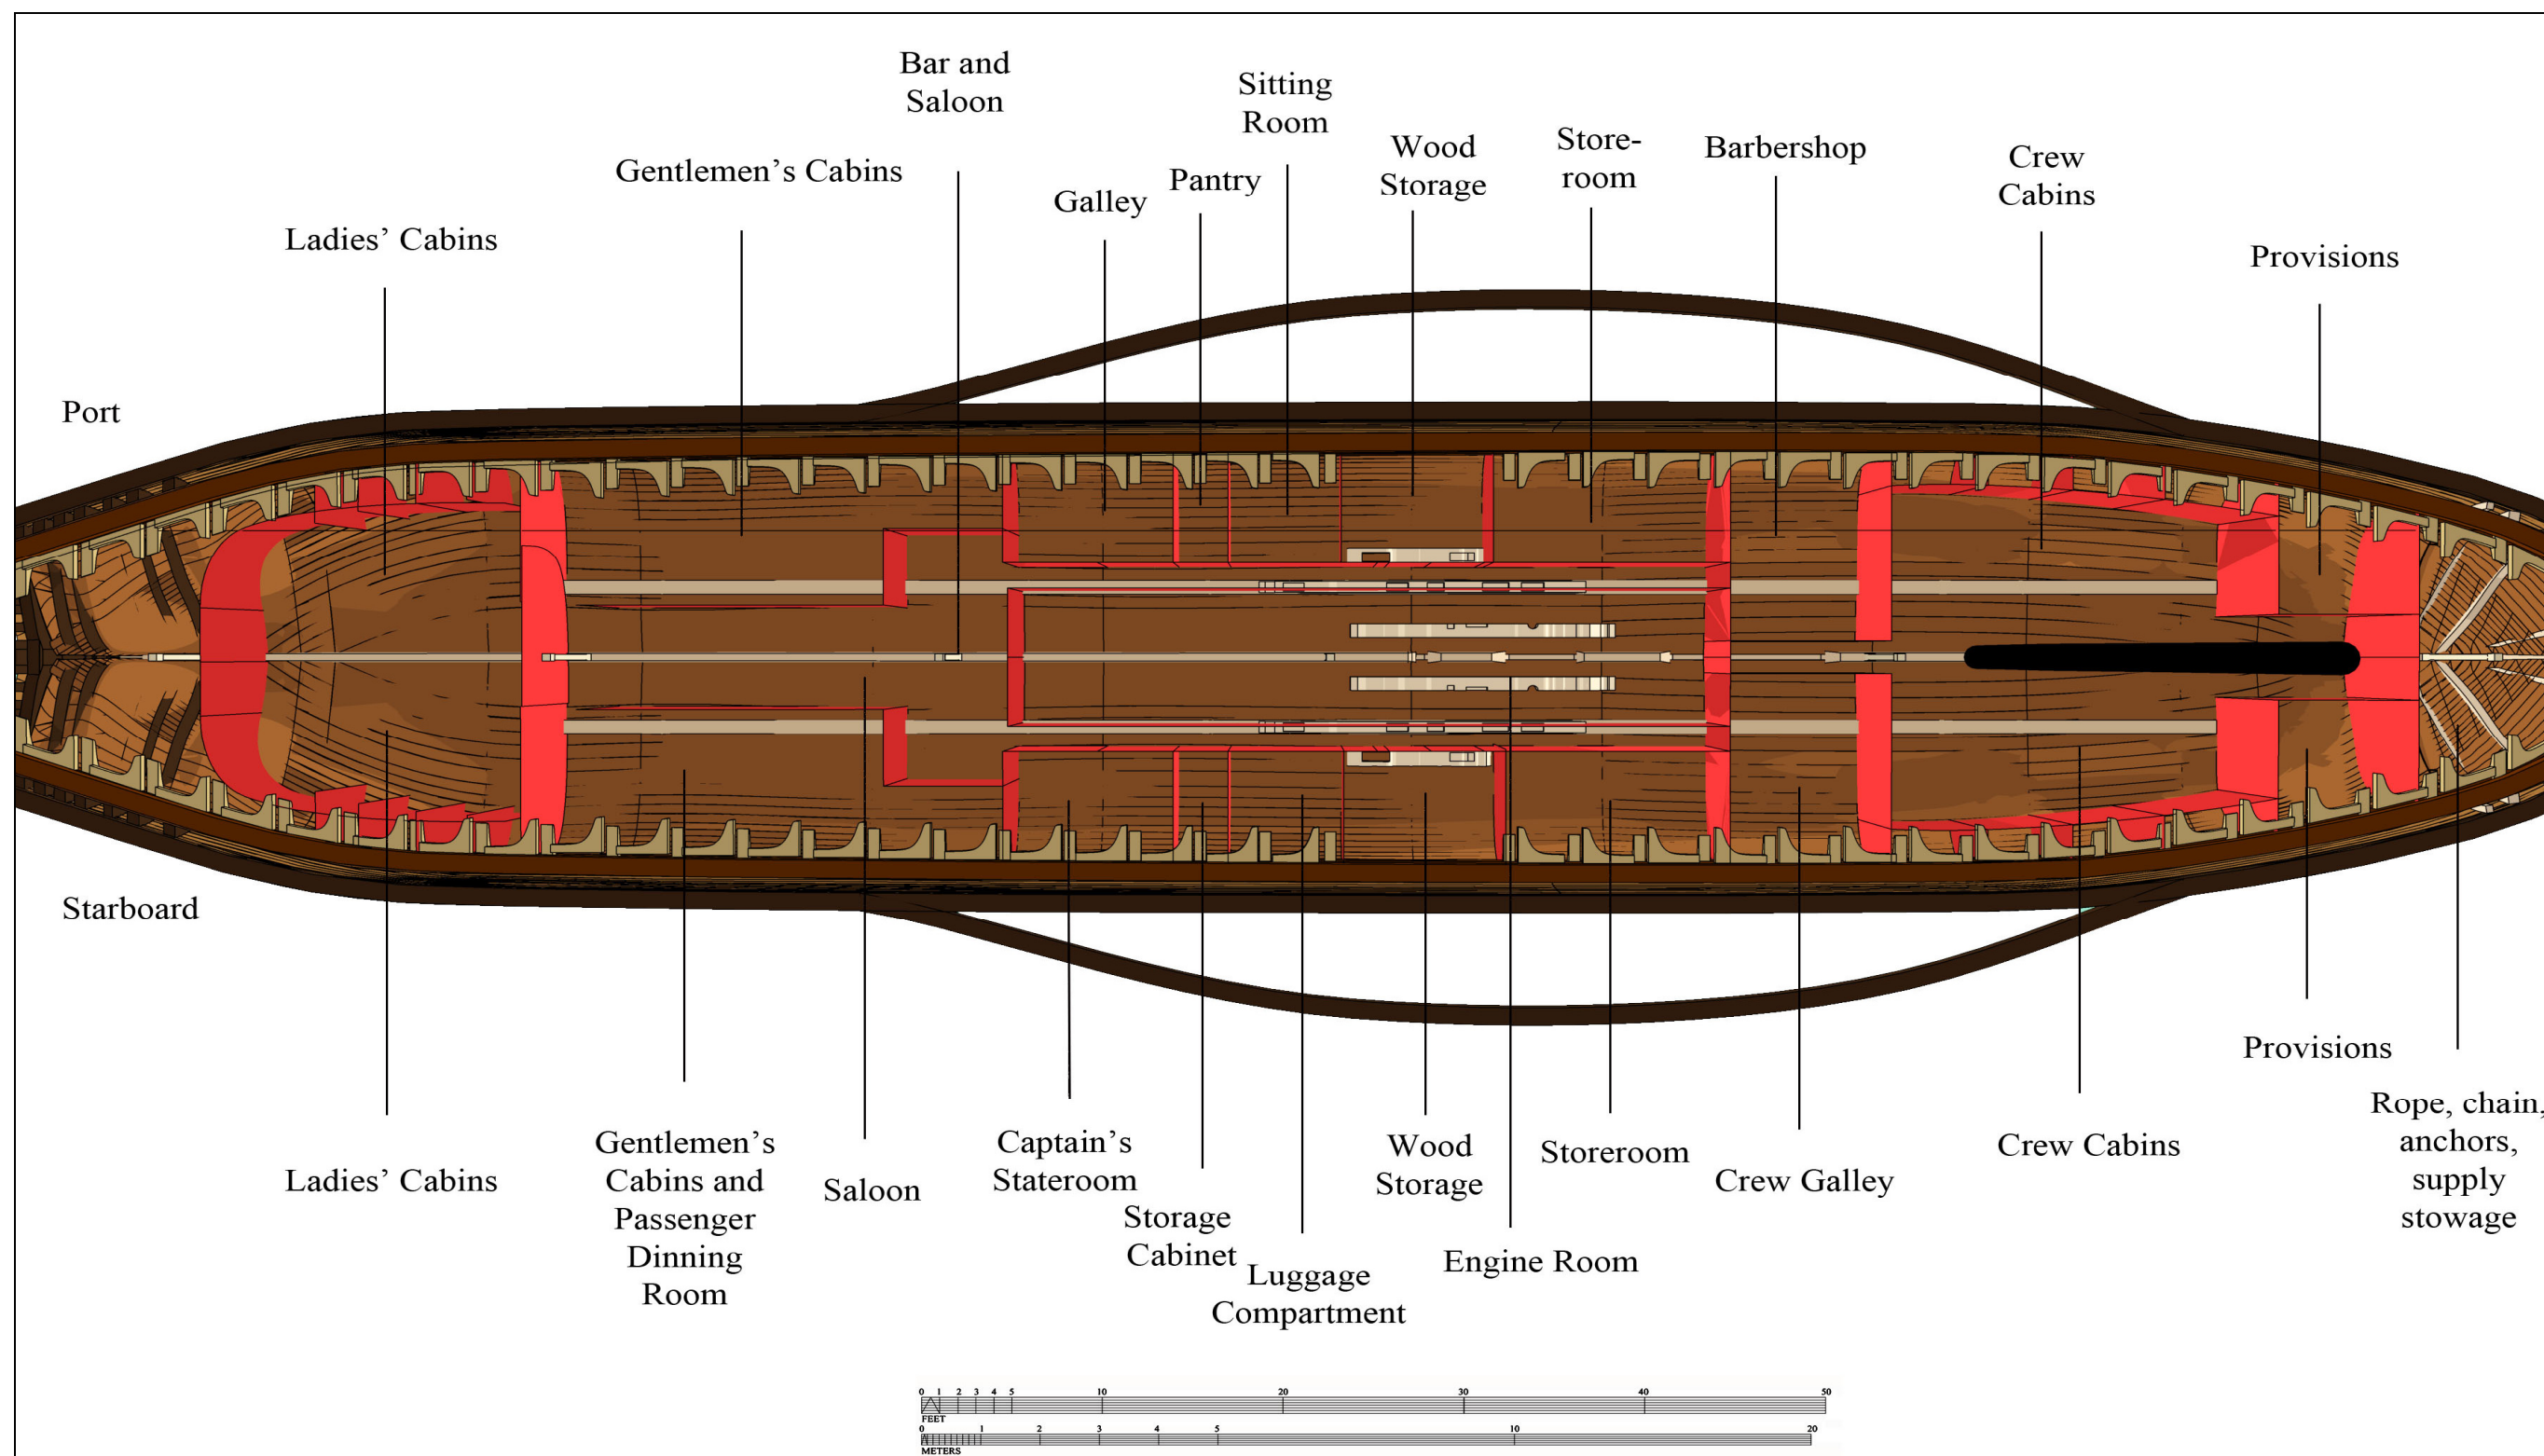 Bar and
Saloon
Sitting
Room
Gentlemen's Cabins
Galley
Pantry
Wood
Storage
Store-
room
Barbershop
Crew
Cabins
Ladies' Cabins
Provisions
Port
Starboard
Ladies' Cabins
Gentlemen's
Cabins and
Passenger
Dinning
Room
Saloon
Captain's
Stateroom
Storage
Cabinet
Luggage
Compartment
Wood
Storage
Engine Room
Storeroom
Crew Galley
Crew Cabins
Provisions
Rope, chain,
anchors,
supply
stowage
0 1 2 3 4 5 10 20 30 40 50
FEET
0 1 2 3 4 5 10 20
METERS